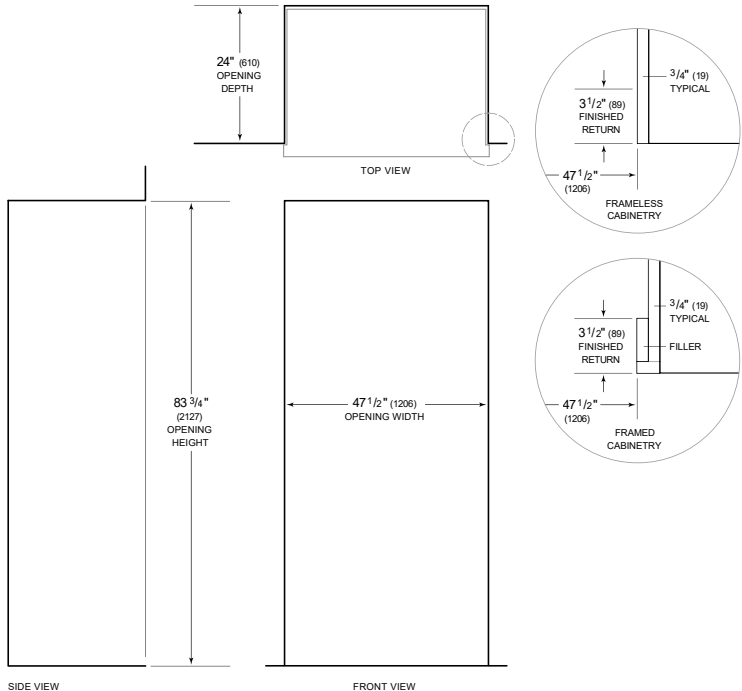 24" (610)
OPENING
DEPTH
TOP VIEW
3/4" (19)
TYPICAL
3 1/2" (89)
FINISHED
RETURN
47 1/2"
(1206)
FRAMELESS
CABINETRY
3/4" (19)
TYPICAL
3 1/2" (89)
FINISHED
RETURN
FILLER
47 1/2"
(1206)
FRAMED
CABINETRY
83 3/4"
(2127)
OPENING
HEIGHT
47 1/2" (1206)
OPENING WIDTH
SIDE VIEW
FRONT VIEW